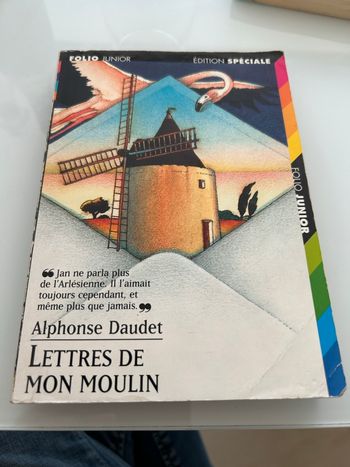 FOLIO JUNIOR
ÉDITION SPÉCIALE
FOLIO JUNIOR
❝ Jan ne parla plus
de l'Arlésienne. Il l'aimait
toujours cependant, et
même plus que jamais. ❞
Alphonse Daudet
LETTRES DE
MON MOULIN